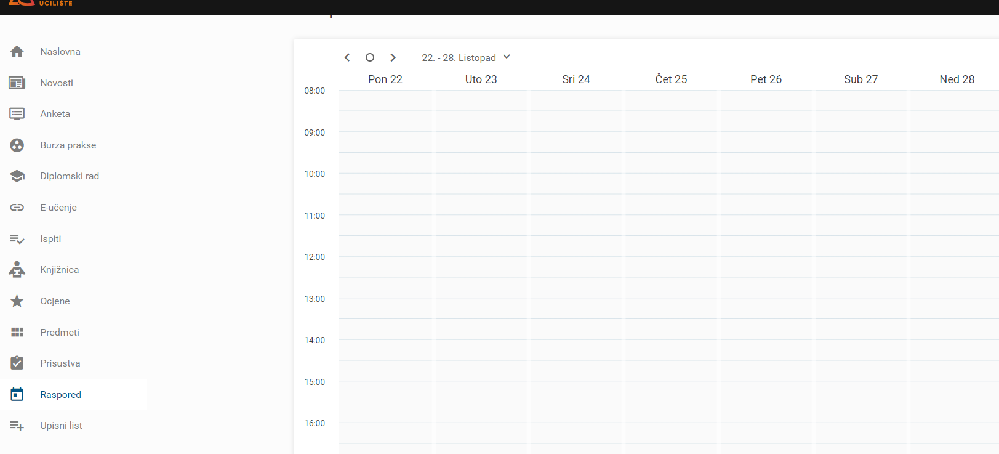 UČILIŠTE
Naslovna
Novosti
Anketa
Burza prakse
Diplomski rad
E-učenje
Ispiti
Knjižnica
Ocjene
Predmeti
Prisustva
Raspored
Upisni list
22. - 28. Listopad
Pon 22 Uto 23 Sri 24 Čet 25 Pet 26 Sub 27 Ned 28
08:00
09:00
10:00
11:00
12:00
13:00
14:00
15:00
16:00